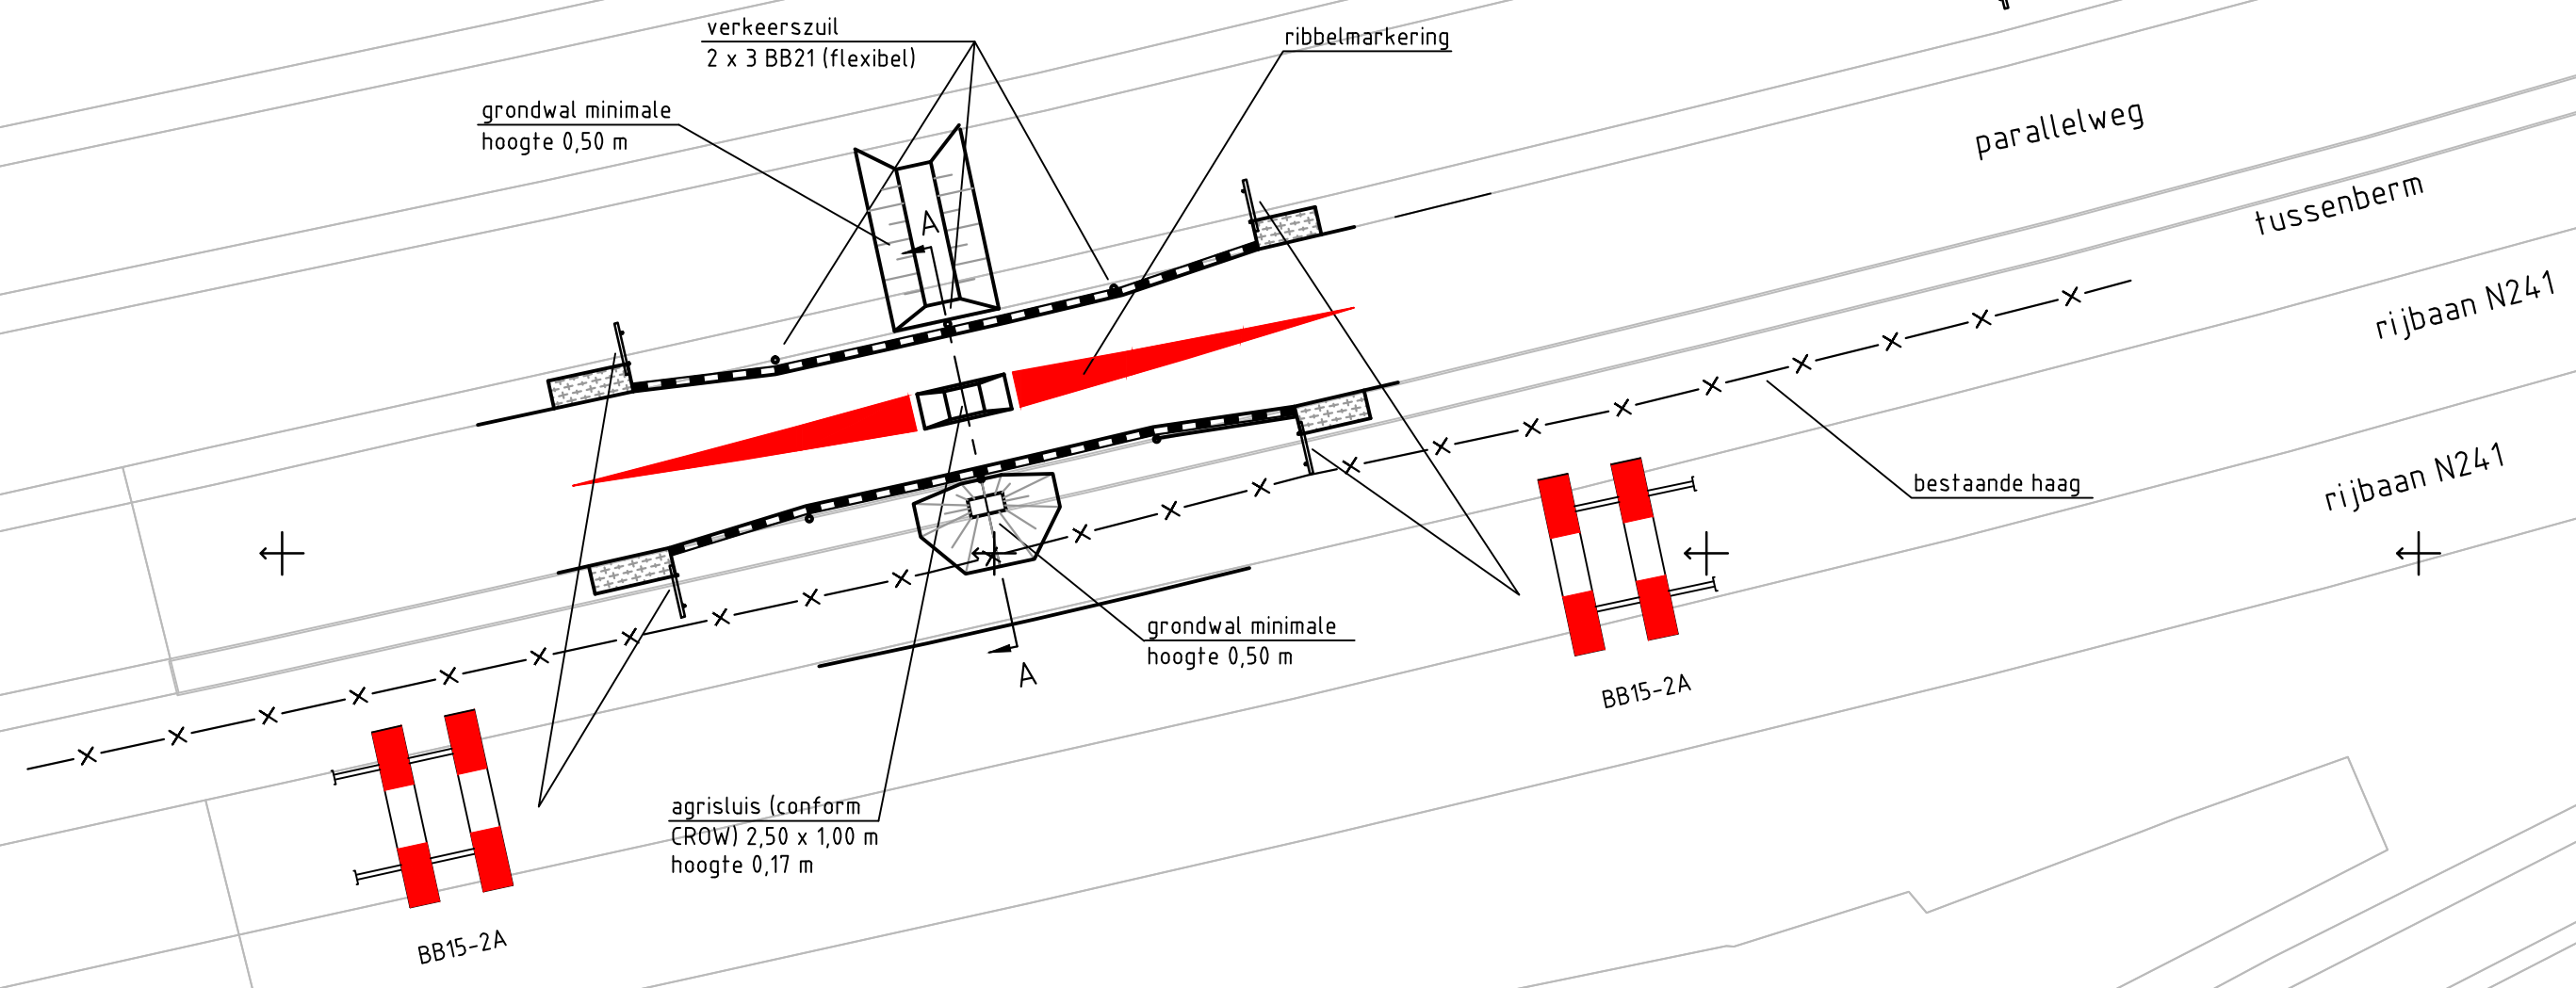 verkeerszuil
2 x 3 BB21 (flexibel)
ribbelmarkering
grondwal minimale
hoogte 0,50 m
parallelweg
tussenberm
A
rijbaan N241
rijbaan N241
bestaande haag
grondwal minimale
hoogte 0,50 m
A
BB15-2A
agrisluis (conform
CROW) 2,50 x 1,00 m
hoogte 0,17 m
BB15-2A